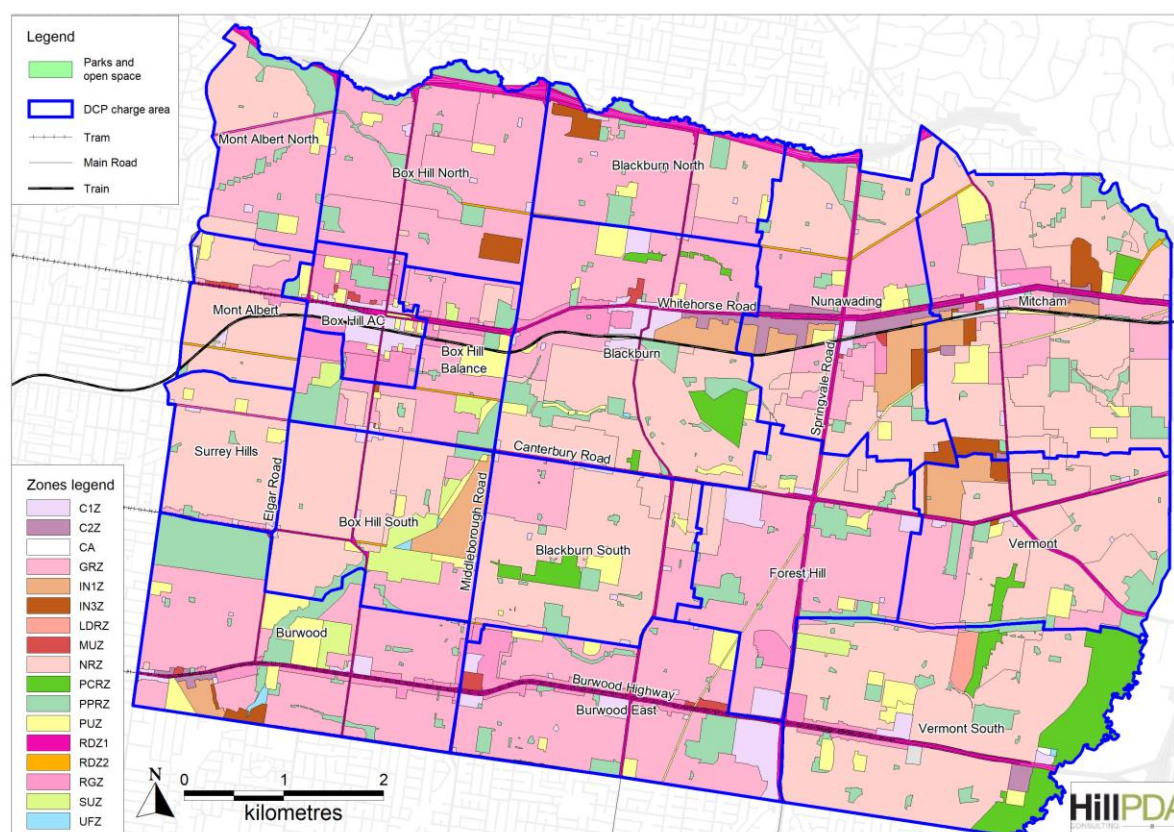 Legend
Parks and
open space
DCP charge area
Tram
Main Road
Train
Mont Albert North
Box Hill North
Blackburn North
Mont Albert
Box Hill AC
Box Hill
Balance
Whitehorse Road
Blackburn
Nunawading
Mitcham
Springvale Road
Surrey Hills
Elgar Road
Canterbury Road
Box Hill South
Middleborough Road
Blackburn South
Forest Hill
Vermont
Burwood
Burwood Highway
Burwood East
Vermont South
Zones legend
C1Z
C2Z
CA
GRZ
IN1Z
IN3Z
LDRZ
MUZ
NRZ
PCRZ
PPRZ
PUZ
RDZ1
RDZ2
RGZ
SUZ
UFZ
N
0 1 2
kilometres
HillPDA
CONSULTING